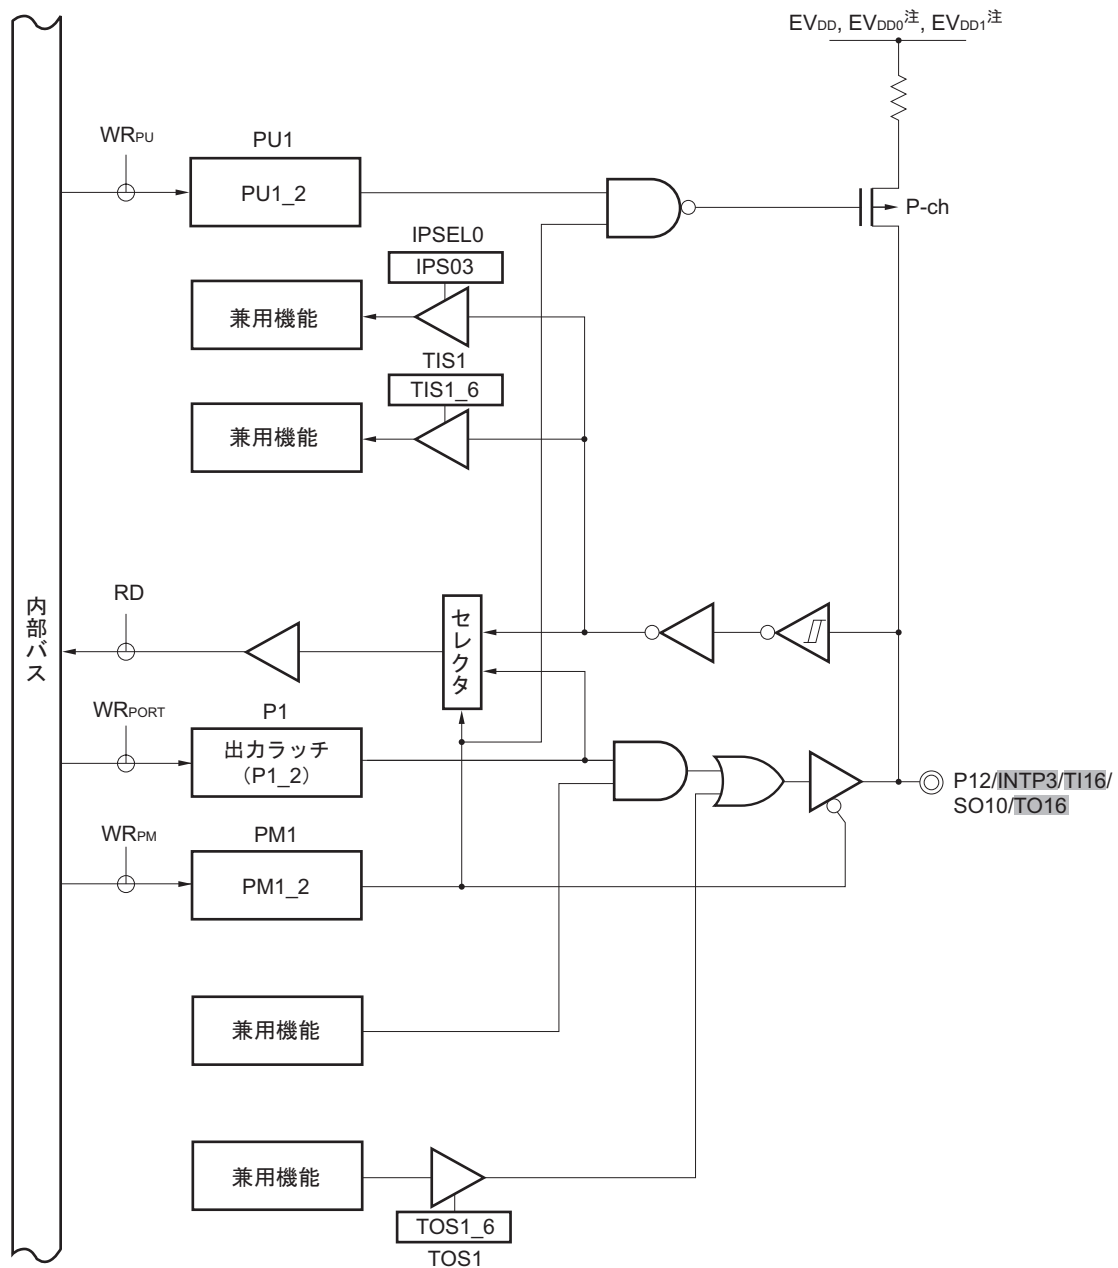 EVDD, EVDD0注, EVDD1注
WRPU
PU1
PU1_2
P-ch
IPSEL0
IPS03
兼用機能
TIS1
TIS1_6
兼用機能
内部バス
RD
セレクタ
WRPORT
P1
出力ラッチ
（P1_2）
P12/INTP3/TI16/
SO10/TO16
WRPM
PM1
PM1_2
兼用機能
兼用機能
TOS1_6
TOS1